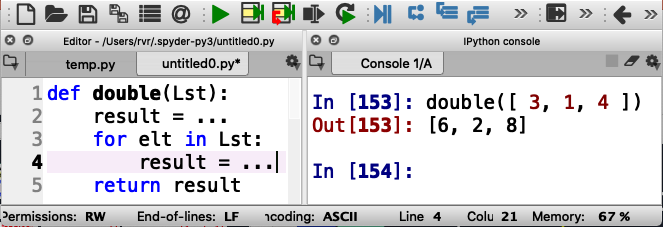 Editor - /Users/rvr/.spyder-py3/untitled0.py
temp.py
untitled0.py*
1 def double(Lst):
2 result = ...
3 for elt in Lst:
4 result = ...
5 return result
IPython console
Console 1/A
In [153]: double([ 3, 1, 4 ])
Out[153]: [6, 2, 8]
In [154]:
Permissions: RW End-of-lines: LF ncoding: ASCII Line 4 Colu 21 Memory: 67 %